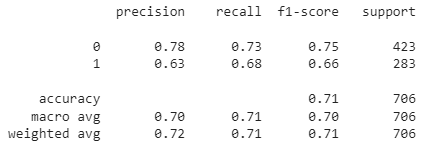 precision recall f1-score support
0 0.78 0.73 0.75 423
1 0.63 0.68 0.66 283
accuracy 0.71 706
macro avg 0.70 0.71 0.70 706
weighted avg 0.72 0.71 0.71 706